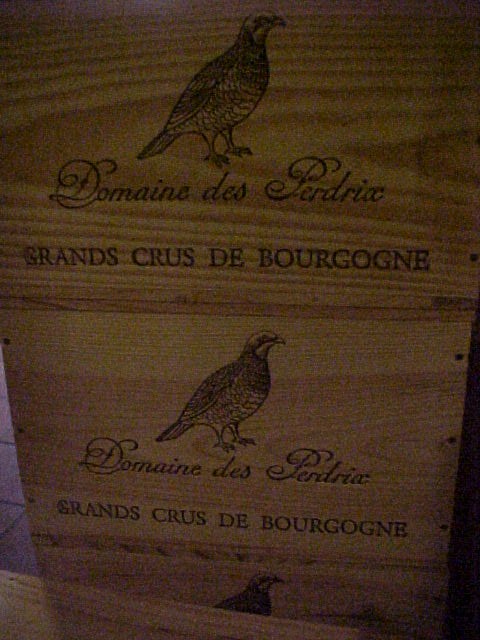 Domaine des Perdrix
GRANDS CRUS DE BOURGOGNE
Domaine des Perdrix
GRANDS CRUS DE BOURGOGNE